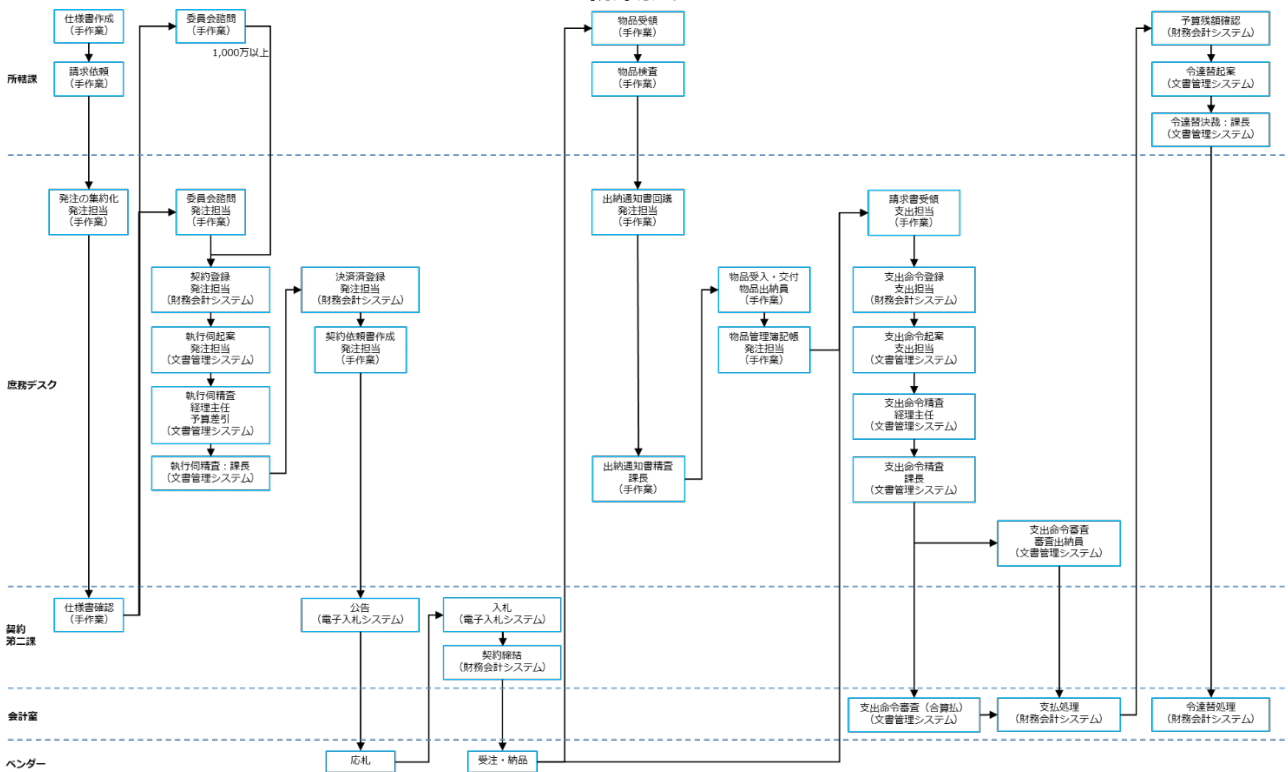 所轄課
仕様書作成
(手作業)
請求依頼
(手作業)
委員会諮問
(手作業)
1,000万以上
物品受領
(手作業)
物品検査
(手作業)
予算残額確認
(財務会計システム)
令達替起案
(文書管理システム)
令達替決裁：課長
(文書管理システム)
庶務デスク
発注の集約化
発注担当
(手作業)
委員会諮問
発注担当
(手作業)
契約登録
発注担当
(財務会計システム)
執行伺起案
発注担当
(文書管理システム)
執行伺精査
経理主任
予算差引
(文書管理システム)
執行伺精査：課長
(文書管理システム)
決済済登録
発注担当
(財務会計システム)
契約依頼書作成
発注担当
(手作業)
出納通知書回議
発注担当
(手作業)
出納通知書精査
課長
(手作業)
物品受入・交付
物品出納員
(手作業)
物品管理簿記帳
発注担当
(手作業)
請求書受領
支出担当
(手作業)
支出命令登録
支出担当
(財務会計システム)
支出命令起案
支出担当
(文書管理システム)
支出命令精査
経理主任
(文書管理システム)
支出命令精査
課長
(文書管理システム)
支出命令審査
審査出納員
(文書管理システム)
契約
第二課
仕様書確認
(手作業)
公告
(電子入札システム)
入札
(電子入札システム)
契約締結
(財務会計システム)
会計室
支出命令審査（合算払）
(文書管理システム)
支払処理
(財務会計システム)
令達替処理
(財務会計システム)
ベンダー
応札
受注・納品